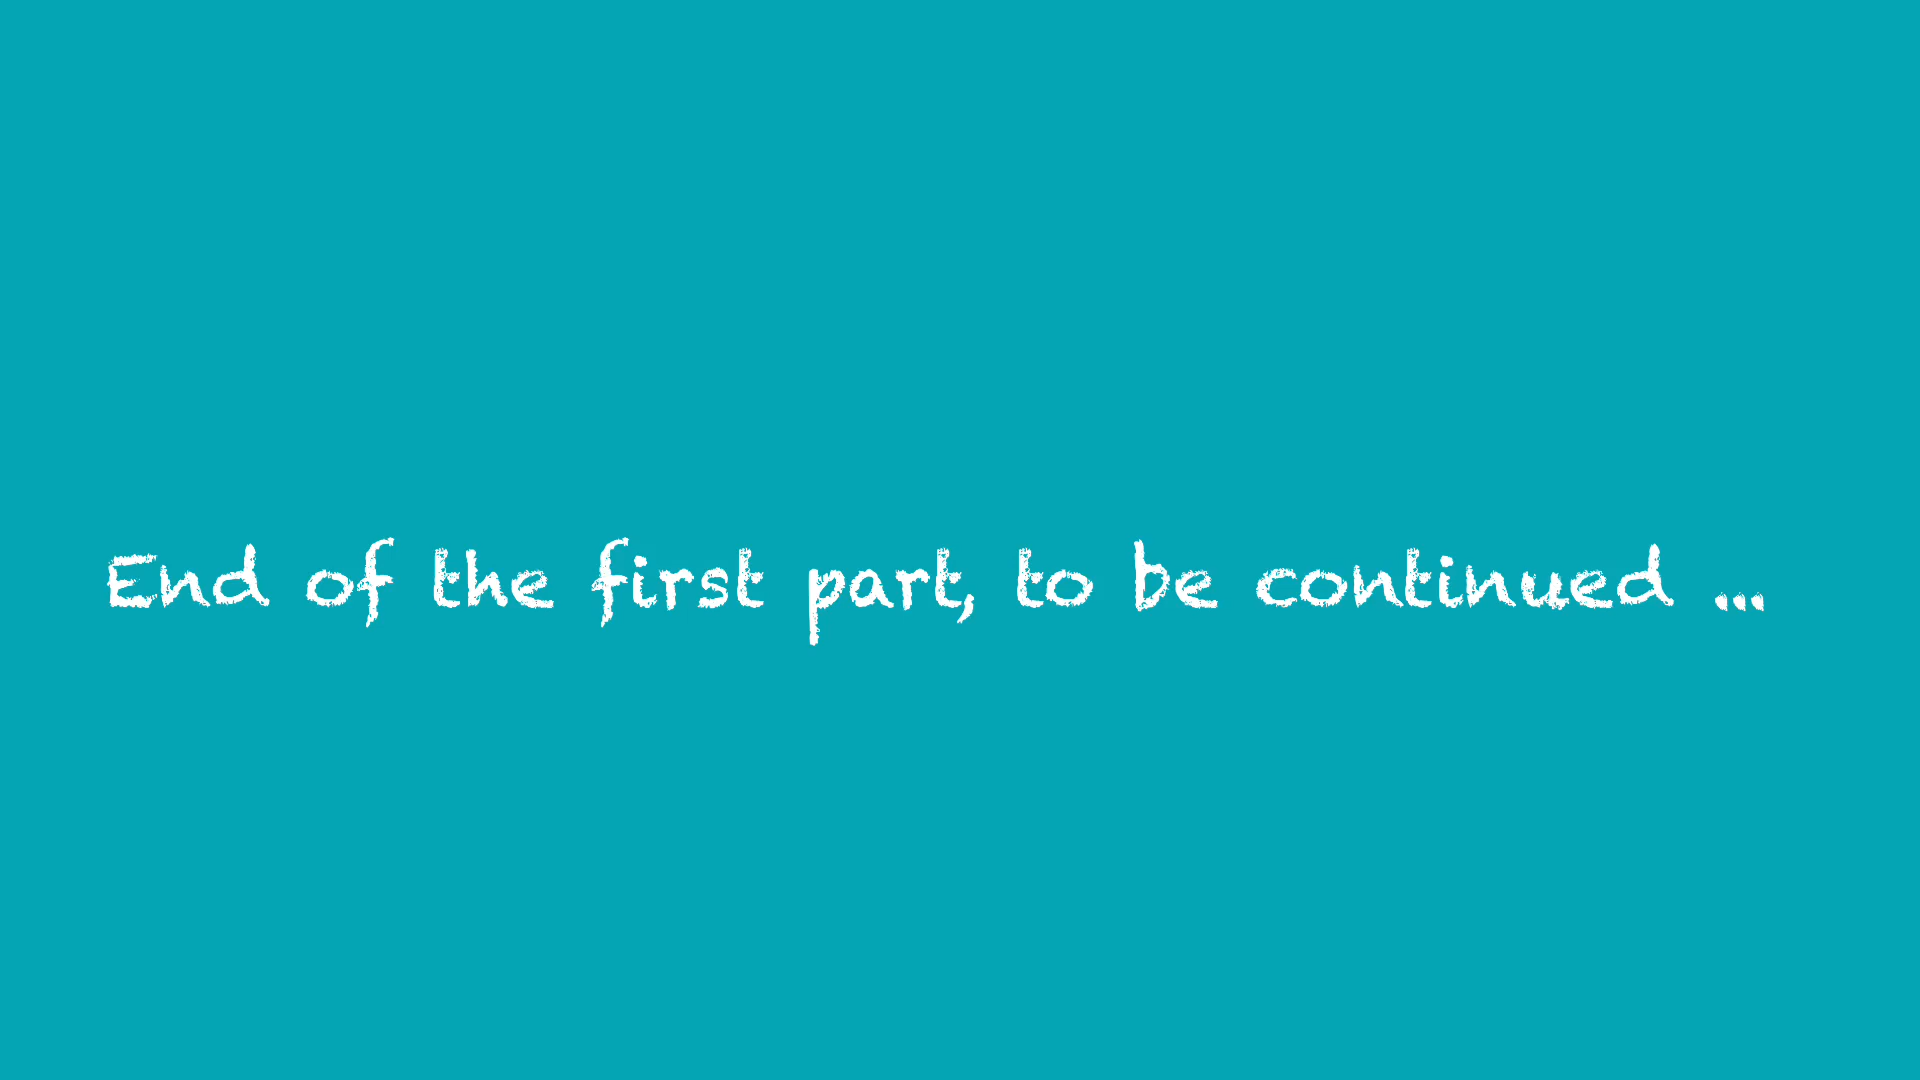 End of the first part, to be continued ...